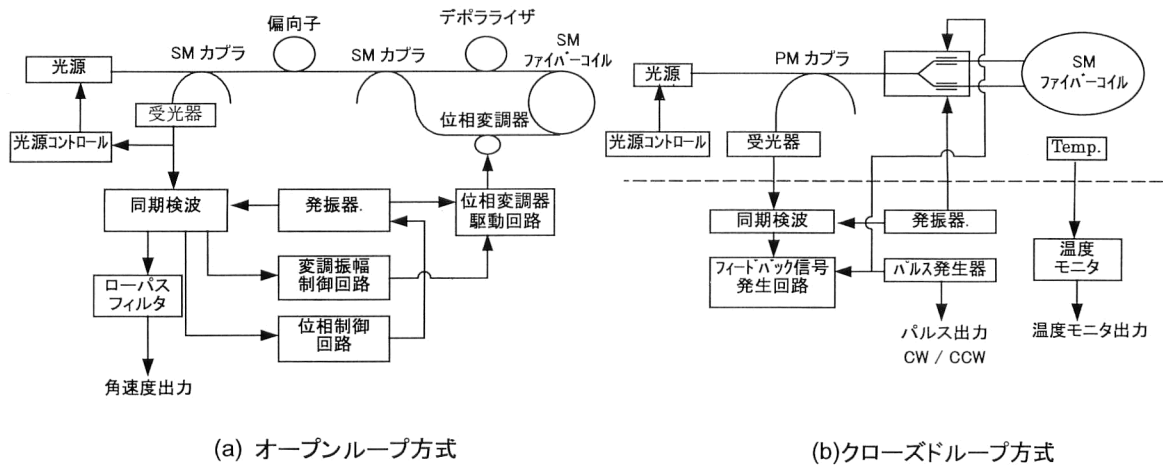 偏向子
デポラライザ
SM カプラ
SM カプラ
SM
ファイバーコイル
光源
受光器
位相変調器
光源コントロール
同期検波
発振器.
位相変調器
駆動回路
ローパス
フィルタ
変調振幅
制御回路
位相制御
回路
角速度出力
(a) オープンループ方式
PM カプラ
SM
ファイバーコイル
光源
光源コントロール
受光器
Temp.
同期検波
発振器.
フィードバック信号
発生回路
パルス発生器
温度
モニタ
パルス出力
CW / CCW
温度モニタ出力
(b)クローズドループ方式